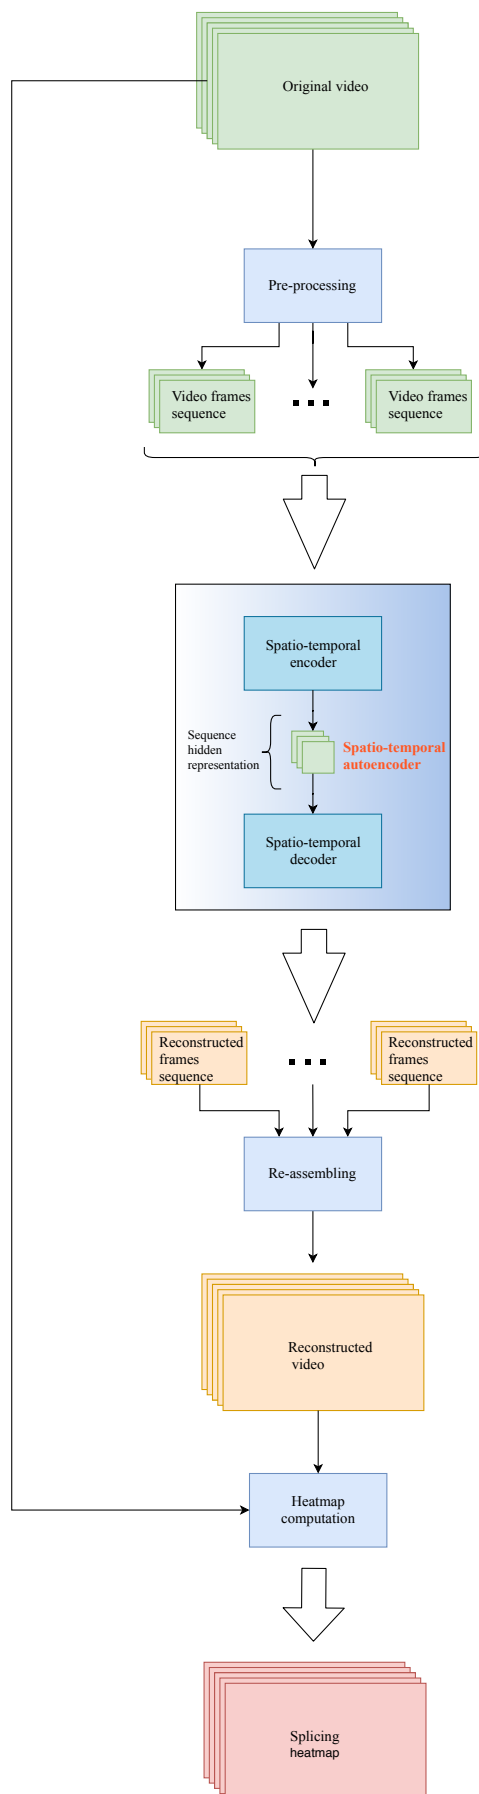 Original video
Pre-processing
Video frames
sequence
Video frames
sequence
Spatio-temporal
encoder
Sequence
hidden
representation
Spatio-temporal
autoencoder
Spatio-temporal
decoder
Reconstructed
frames
sequence
Reconstructed
frames
sequence
Re-assembling
Reconstructed
video
Heatmap
computation
Splicing
heatmap